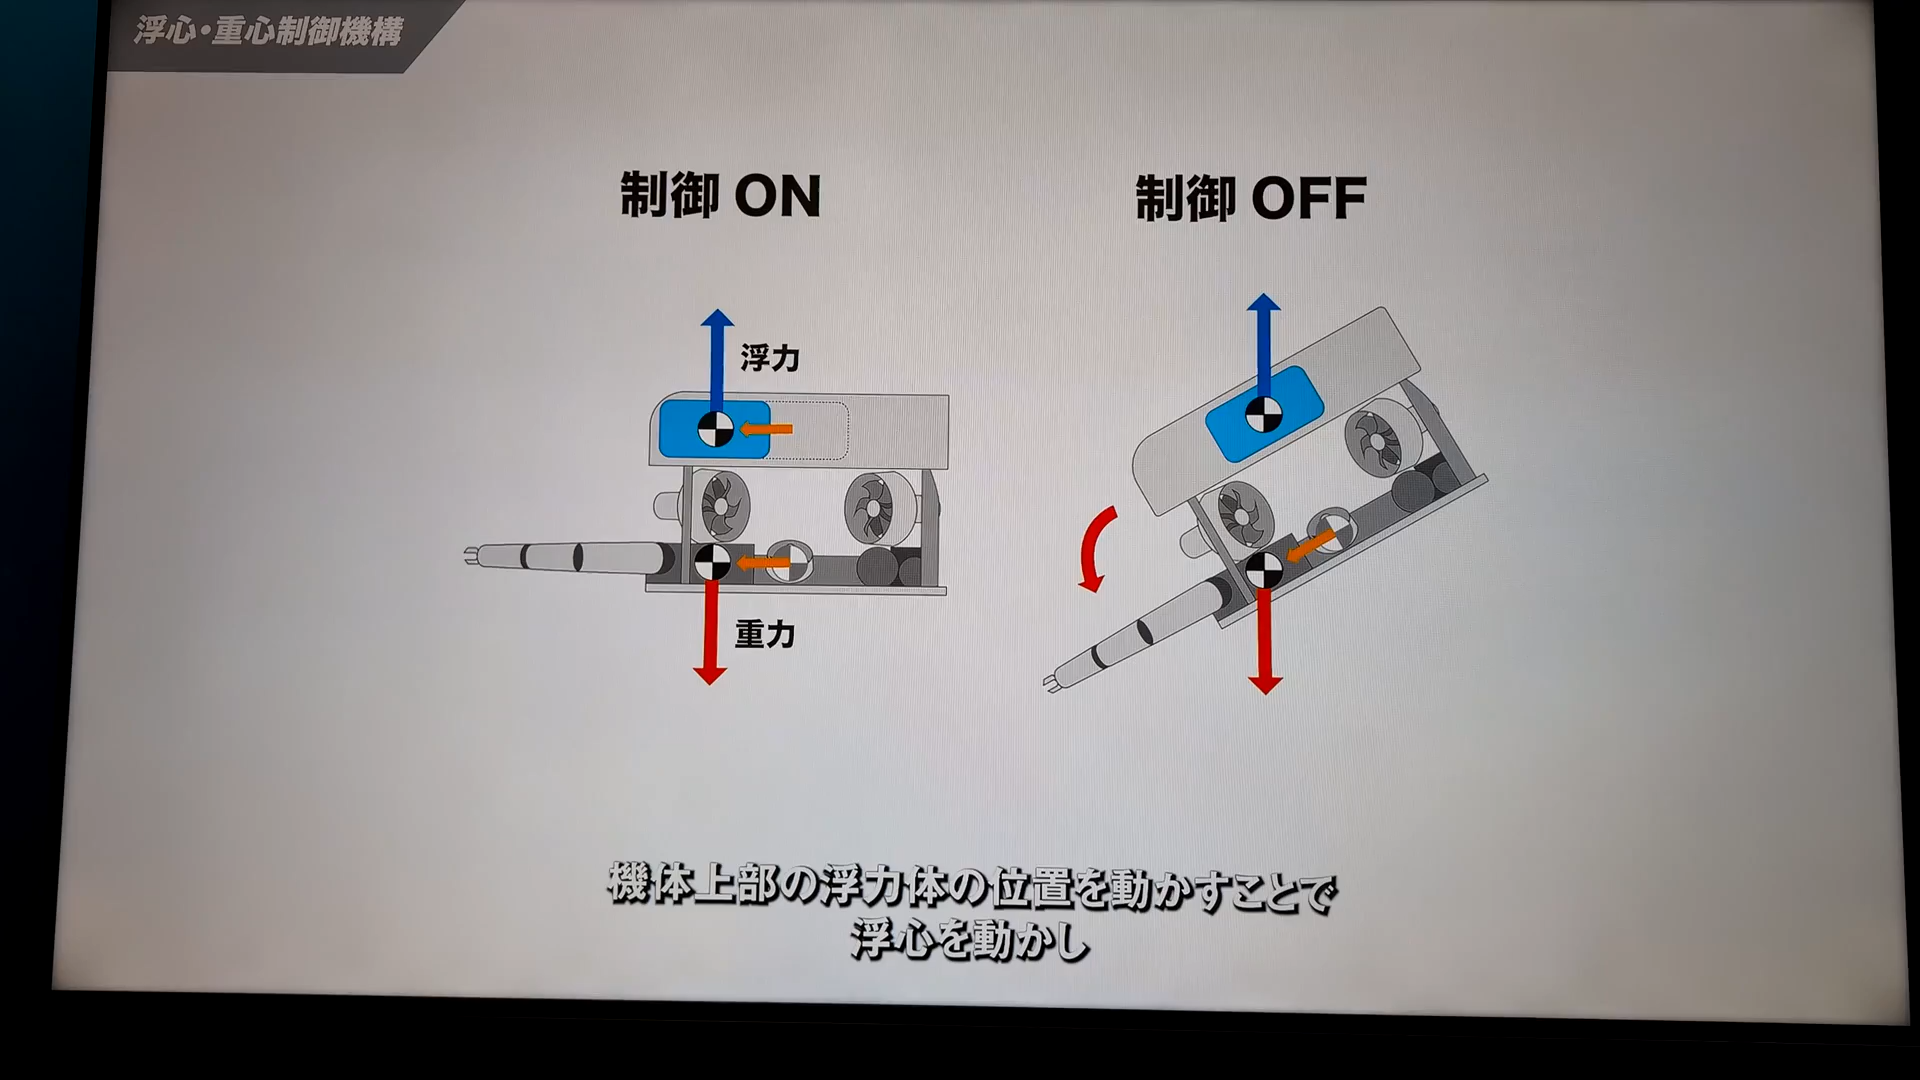 浮心・重心制御機構
制御 ON
制御 OFF
浮力
重力
機体上部の浮力体の位置を動かすことで
浮心を動かし